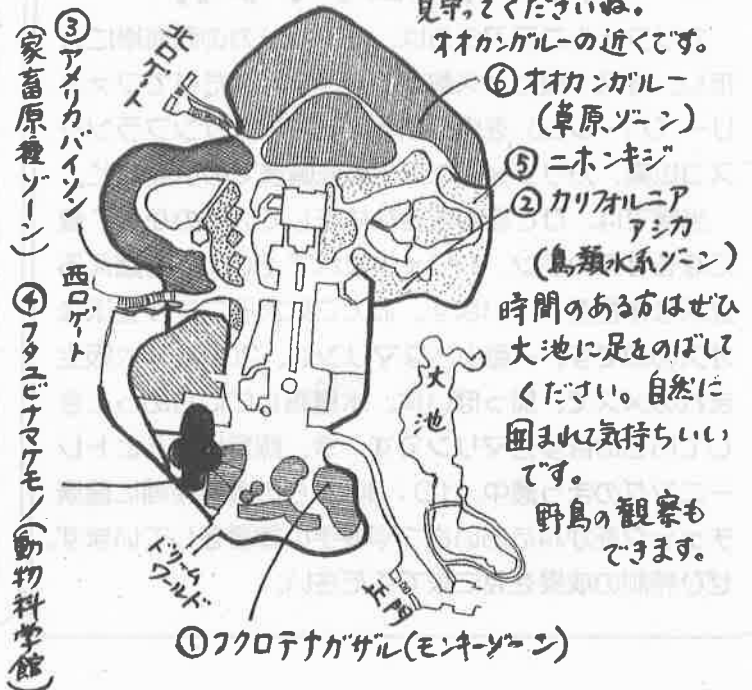 見守ってくださいね。
オオカンガルーの近くです。
⑥オオカンガルー
(草原ゾーン)
⑤ニホンキジ
②カリフォルニア
アシカ
(鳥類水系ゾーン)
時間のある方はぜひ
大池に足をのばして
ください。自然に
囲まれて気持ちいい
です。
野鳥の観察も
できます。
③アメリカバイソン
(家畜原種ゾーン)
④フタユビナマケモノ(動物科学館)
北口ゲート
西口ゲート
大池
ドリームワールド
正門
①フクロテナガザル(モンキーゾーン)